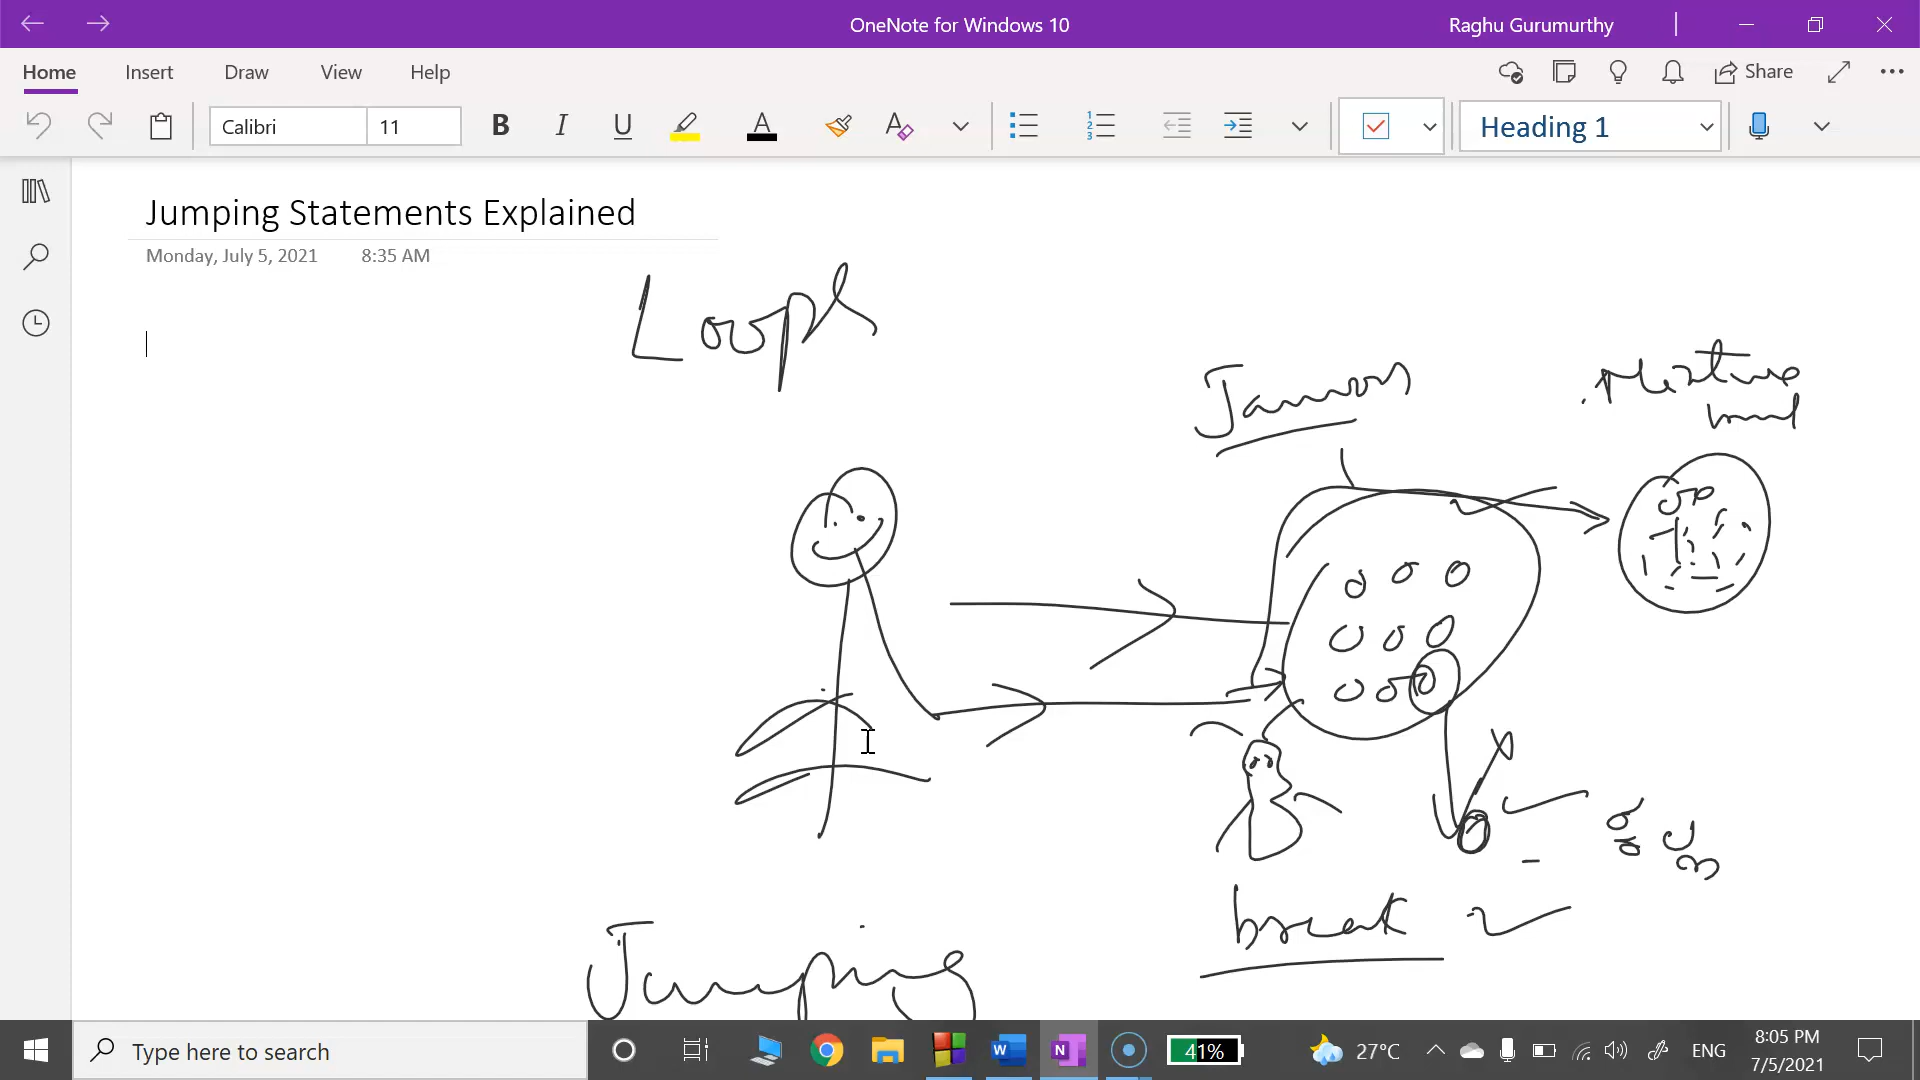 OneNote for Windows 10
Raghu Gurumurthy
Home Insert Draw View Help
Share
Calibri 11 B I U A A Heading 1
Jumping Statements Explained
Monday, July 5, 2021 8:35 AM
Loops
Jamoon
Mixture
break
Jumping
Type here to search
41%
27°C
ENG
8:05 PM
7/5/2021